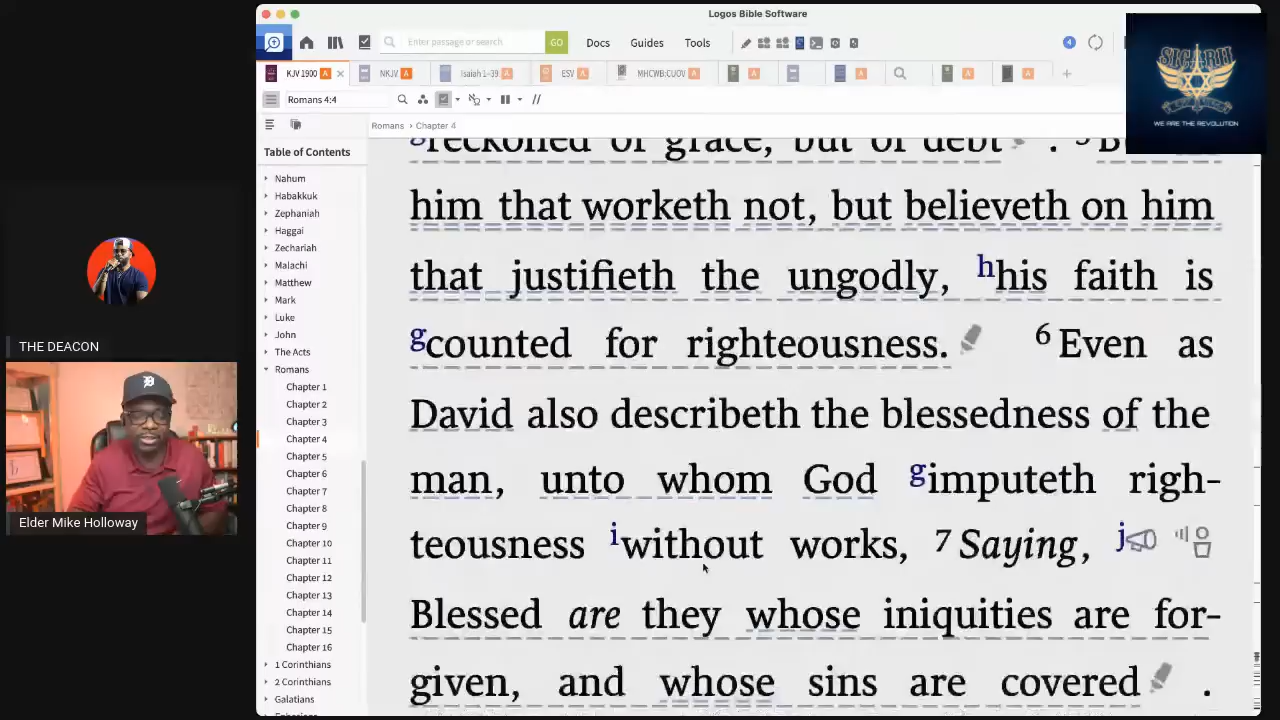 Logos Bible Software
Enter passage or search
GO
Docs
Guides
Tools
4
KJV 1900 A
NKJV A
Isaiah 1–39 A
ESV A
MHCWB:CUOV A
Romans 4:4
Romans › Chapter 4
WE ARE THE REVOLUTION
Table of Contents
Nahum
Habakkuk
Zephaniah
Haggai
Zechariah
Malachi
Matthew
Mark
Luke
John
The Acts
Romans
Chapter 1
Chapter 2
Chapter 3
Chapter 4
Chapter 5
Chapter 6
Chapter 7
Chapter 8
Chapter 9
Chapter 10
Chapter 11
Chapter 12
Chapter 13
Chapter 14
Chapter 15
Chapter 16
1 Corinthians
2 Corinthians
Galatians
greckoned of grace, but of debt . 5
him that worketh not, but believeth on him
that justifieth the ungodly, hhis faith is
gcounted for righteousness. 6 Even as
David also describeth the blessedness of the
man, unto whom God gimputeth righ-
teousness iwithout works, 7 Saying, j
Blessed are they whose iniquities are for-
given, and whose sins are covered .
THE DEACON
Elder Mike Holloway